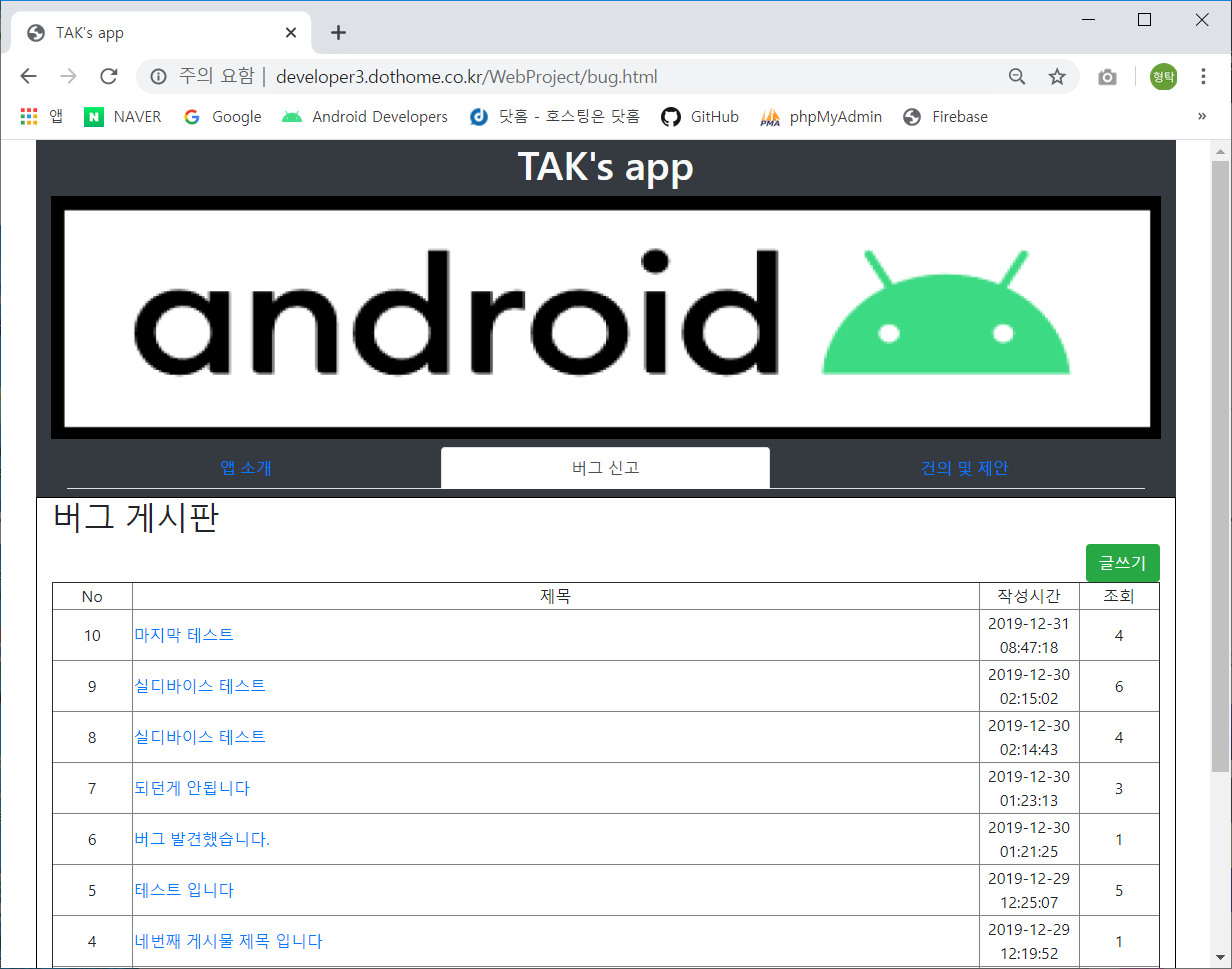 TAK's app
주의 요함 | developer3.dothome.co.kr/WebProject/bug.html
형탁
앱 NAVER Google Android Developers 닷홈 - 호스팅은 닷홈 GitHub PMA phpMyAdmin Firebase »
TAK's app
android
앱 소개 버그 신고 건의 및 제안
버그 게시판
글쓰기
No 제목 작성시간 조회
10 마지막 테스트 2019-12-31 08:47:18 4
9 실디바이스 테스트 2019-12-30 02:15:02 6
8 실디바이스 테스트 2019-12-30 02:14:43 4
7 되던게 안됩니다 2019-12-30 01:23:13 3
6 버그 발견했습니다. 2019-12-30 01:21:25 1
5 테스트 입니다 2019-12-29 12:25:07 5
4 네번째 게시물 제목 입니다 2019-12-29 12:19:52 1